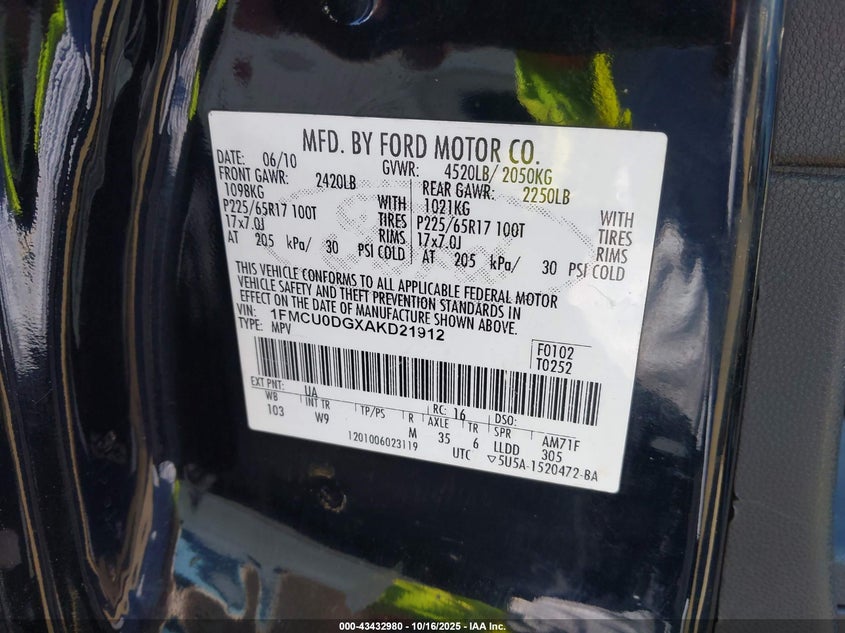 MFD. BY FORD MOTOR CO.
DATE: 06/10 GVWR: 4520LB/ 2050KG
FRONT GAWR: 2420LB REAR GAWR: 2250LB
1098KG WITH 1021KG WITH
P225/65R17 100T TIRES P225/65R17 100T TIRES
17x7.0J RIMS 17x7.0J RIMS
AT 205 kPa/ 30 PSI COLD AT 205 kPa/ 30 PSI COLD
THIS VEHICLE CONFORMS TO ALL APPLICABLE FEDERAL MOTOR
VEHICLE SAFETY AND THEFT PREVENTION STANDARDS IN
EFFECT ON THE DATE OF MANUFACTURE SHOWN ABOVE.
VIN: 1FMCU0DGXAKD21912
TYPE: MPV
F0102
T0252
EXT PNT: UA RC: 16 DSO:
WB INT TR TP/PS R AXLE TR SPR AM71F
103 W9 M 35 6 LLDD 305
1201006023119 UTC ▽5U5A-1520472-BA
000-43432980 - 10/16/2025 - IAA Inc.